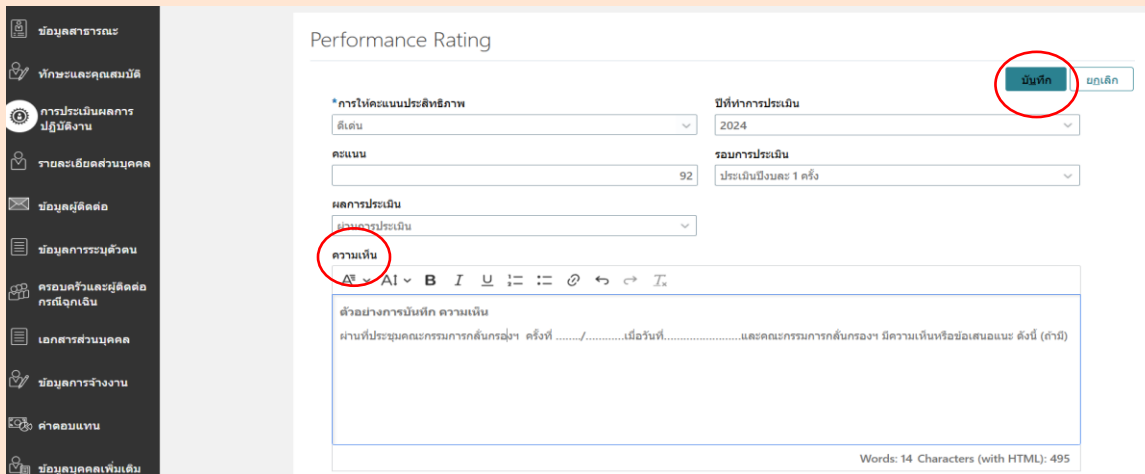 ข้อมูลสาธารณะ
ทักษะและคุณสมบัติ
การประเมินผลการ
ปฏิบัติงาน
รายละเอียดส่วนบุคคล
ข้อมูลผู้ติดต่อ
ข้อมูลการระบุตัวตน
ครอบครัวและผู้ติดต่อ
กรณีฉุกเฉิน
เอกสารส่วนบุคคล
ข้อมูลการจ้างงาน
ค่าตอบแทน
ข้อมูลบุคคลเพิ่มเติม
Performance Rating
บันทึก ยกเลิก
*การให้คะแนนประสิทธิภาพ ปีที่ทำการประเมิน
ดีเด่น 2024
คะแนน รอบการประเมิน
92 ประเมินปีงบละ 1 ครั้ง
ผลการประเมิน
ผ่านการประเมิน
ความเห็น
B I U
ตัวอย่างการบันทึก ความเห็น
ผ่านที่ประชุมคณะกรรมการกลั่นกรองฯ ครั้งที่ ......../............เมื่อวันที่..........................และคณะกรรมการกลั่นกรองฯ มีความเห็นหรือข้อเสนอแนะ ดังนี้ (ถ้ามี)
Words: 14 Characters (with HTML): 495